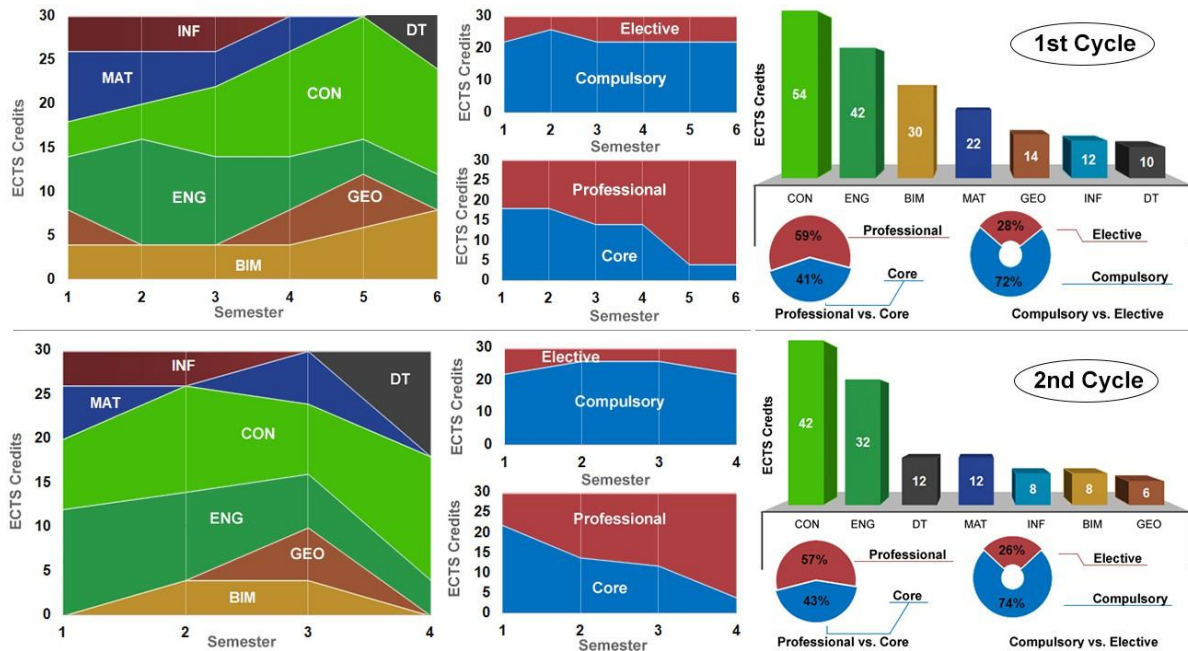 30
25
20
15
10
5
0
ECTS Credits
INF
MAT
CON
DT
ENG
GEO
BIM
1 2 3 4 5 6
Semester
30
20
10
0
ECTS Credits
Elective
Compulsory
1 2 3 4 5 6
Semester
30
25
20
15
10
5
0
ECTS Credits
Professional
Core
1 2 3 4 5 6
Semester
1st Cycle
ECTS Credits
54 42 30 22 14 12 10
CON ENG BIM MAT GEO INF DT
59%
41%
Professional
Core
Professional vs. Core
28%
72%
Elective
Compulsory
Compulsory vs. Elective
30
25
20
15
10
5
0
ECTS Credits
INF
MAT
CON
DT
ENG
GEO
BIM
1 2 3 4
Semester
30
20
10
0
ECTS Credits
Elective
Compulsory
1 2 3 4
Semester
30
25
20
15
10
5
0
ECTS Credits
Professional
Core
1 2 3 4
Semester
2nd Cycle
ECTS Credts
42 32 12 12 8 8 6
CON ENG DT MAT INF BIM GEO
57%
43%
Professional
Core
Professional vs. Core
26%
74%
Elective
Compulsory
Compulsory vs. Elective